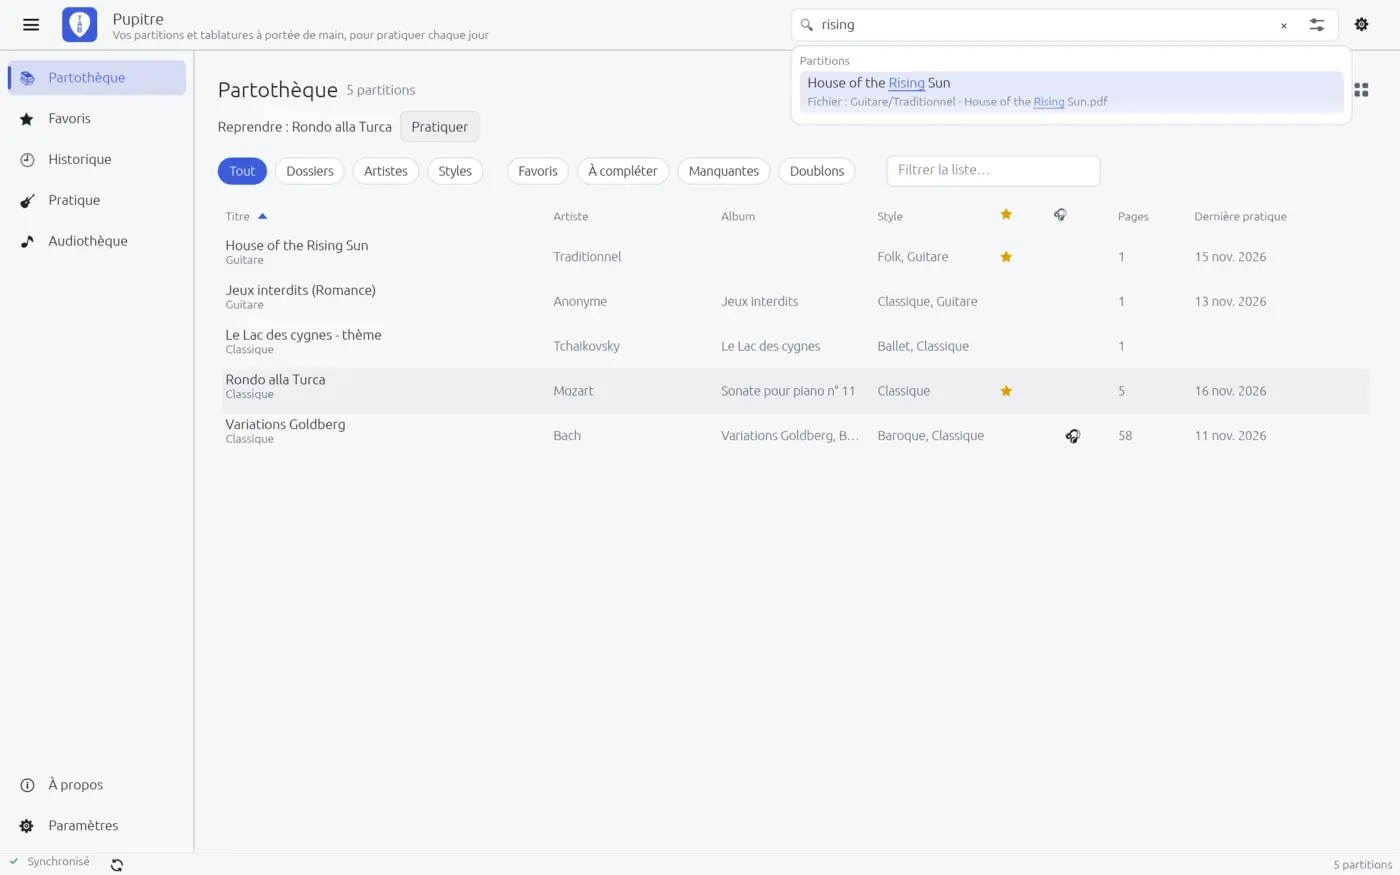 Pupitre
Vos partitions et tablatures à portée de main, pour pratiquer chaque jour
rising
Partitions
House of the Rising Sun
Fichier : Guitare/Traditionnel - House of the Rising Sun.pdf
Partothèque
Favoris
Historique
Pratique
Audiothèque
Partothèque 5 partitions
Reprendre : Rondo alla Turca Pratiquer
Tout Dossiers Artistes Styles Favoris À compléter Manquantes Doublons Filtrer la liste…
Titre Artiste Album Style Pages Dernière pratique
House of the Rising Sun
Guitare
Traditionnel Folk, Guitare 1 15 nov. 2026
Jeux interdits (Romance)
Guitare
Anonyme Jeux interdits Classique, Guitare 1 13 nov. 2026
Le Lac des cygnes - thème
Classique
Tchaikovsky Le Lac des cygnes Ballet, Classique 1
Rondo alla Turca
Classique
Mozart Sonate pour piano n° 11 Classique 5 16 nov. 2026
Variations Goldberg
Classique
Bach Variations Goldberg, B… Baroque, Classique 58 11 nov. 2026
À propos
Paramètres
Synchronisé
5 partitions